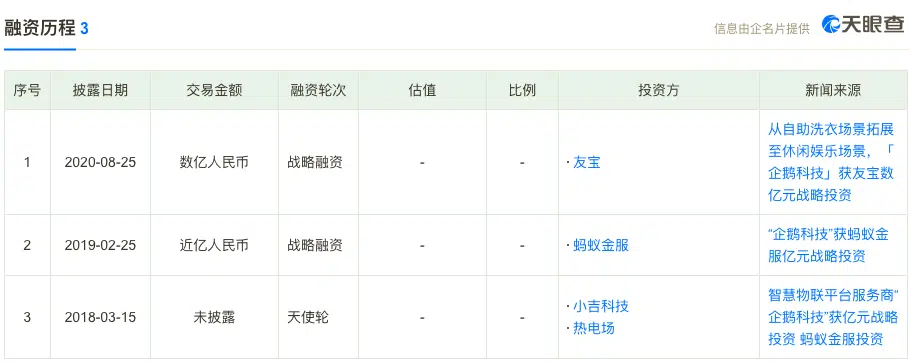 融资历程 3
信息由企名片提供 天眼查
序号 披露日期 交易金额 融资轮次 估值 比例 投资方 新闻来源
1 2020-08-25 数亿人民币 战略融资 - - · 友宝
从自助洗衣场景拓展
至休闲娱乐场景，「
企鹅科技」获友宝数
亿元战略投资
2 2019-02-25 近亿人民币 战略融资 - - · 蚂蚁金服
“企鹅科技”获蚂蚁金
服亿元战略投资
3 2018-03-15 未披露 天使轮 - - · 小吉科技
· 热电场
智慧物联平台服务商“
企鹅科技”获亿元战略
投资 蚂蚁金服投资